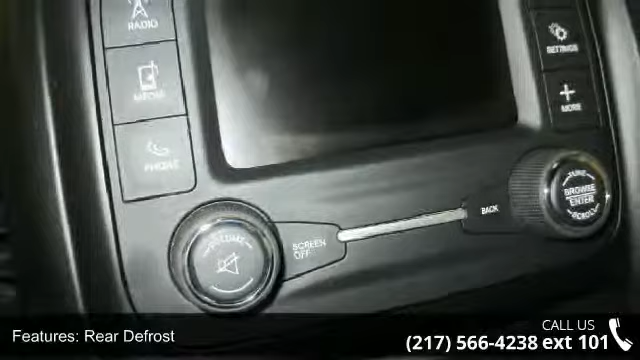 RADIO
MEDIA
PHONE
SETTINGS
MORE
VOLUME
SCREEN
OFF
BACK
TUNE
BROWSE
ENTER
SCROLL
Features: Rear Defrost
CALL US
(217) 566-4238 ext 101